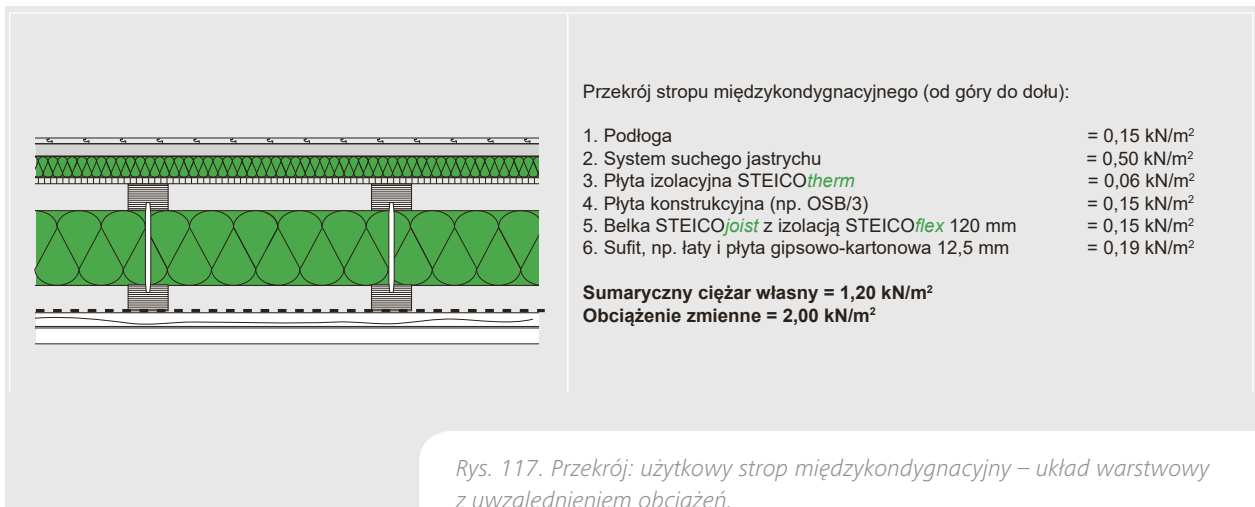 Przekrój stropu międzykondygnacyjnego (od góry do dołu):
1. Podłoga = 0,15 kN/m²
2. System suchego jastrychu = 0,50 kN/m²
3. Płyta izolacyjna STEICOtherm = 0,06 kN/m²
4. Płyta konstrukcyjna (np. OSB/3) = 0,15 kN/m²
5. Belka STEICOjoist z izolacją STEICOflex 120 mm = 0,15 kN/m²
6. Sufit, np. łaty i płyta gipsowo-kartonowa 12,5 mm = 0,19 kN/m²
Sumaryczny ciężar własny = 1,20 kN/m²
Obciążenie zmienne = 2,00 kN/m²
Rys. 117. Przekrój: użytkowy strop międzykondygnacyjny – układ warstwowy
z uwzględnieniem obciążeń.